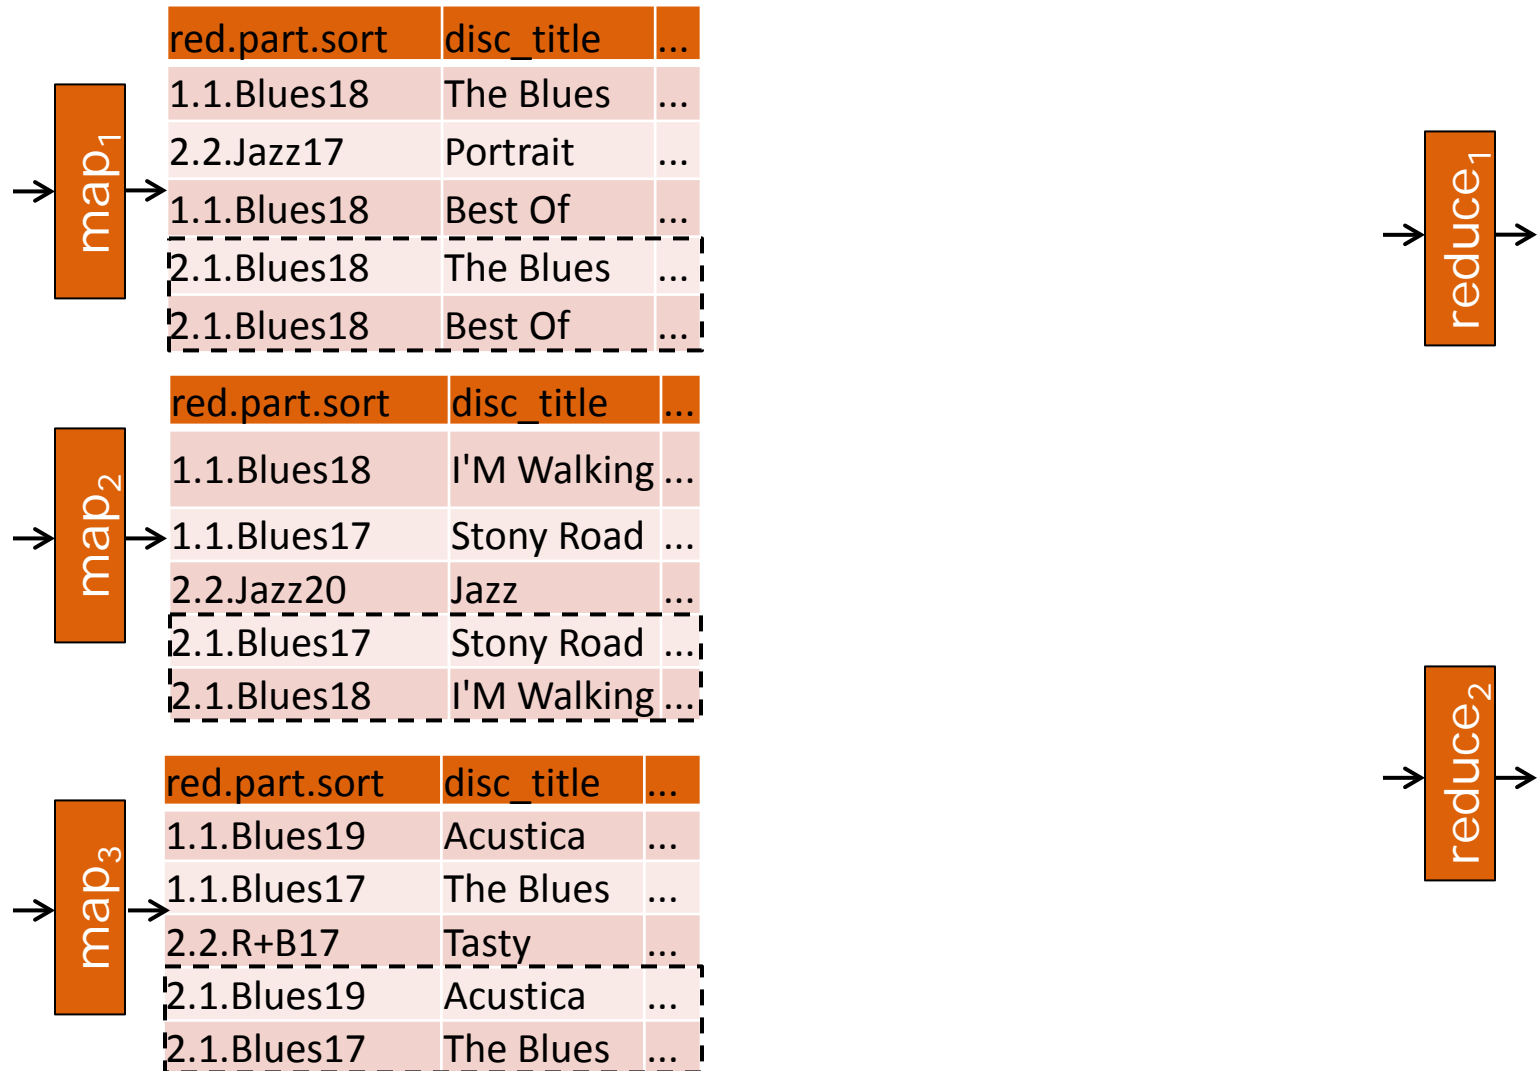 map1
red.part.sort disc_title ...
1.1.Blues18 The Blues ...
2.2.Jazz17 Portrait ...
1.1.Blues18 Best Of ...
2.1.Blues18 The Blues ...
2.1.Blues18 Best Of ...
map2
red.part.sort disc_title ...
1.1.Blues18 I'M Walking ...
1.1.Blues17 Stony Road ...
2.2.Jazz20 Jazz ...
2.1.Blues17 Stony Road ...
2.1.Blues18 I'M Walking ...
map3
red.part.sort disc_title ...
1.1.Blues19 Acustica ...
1.1.Blues17 The Blues ...
2.2.R+B17 Tasty ...
2.1.Blues19 Acustica ...
2.1.Blues17 The Blues ...
reduce1
reduce2